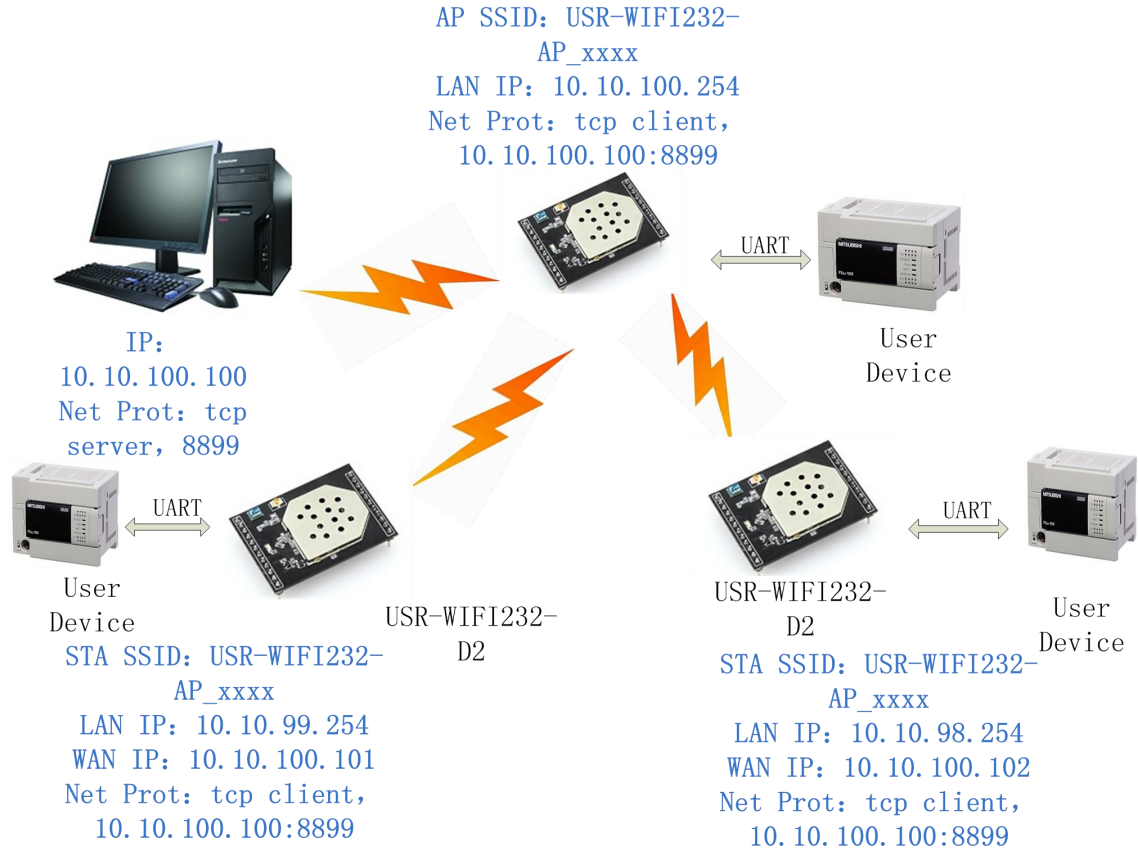 AP SSID: USR-WIFI232-
AP_xxxx
LAN IP: 10.10.100.254
Net Prot: tcp client,
10.10.100.100:8899
UART
MITSUBISHI
User
Device
IP:
10.10.100.100
Net Prot: tcp
server, 8899
UART
MITSUBISHI
User
Device
USR-WIFI232-
D2
STA SSID: USR-WIFI232-
AP_xxxx
LAN IP: 10.10.99.254
WAN IP: 10.10.100.101
Net Prot: tcp client,
10.10.100.100:8899
UART
MITSUBISHI
USR-WIFI232-
D2
User
Device
STA SSID: USR-WIFI232-
AP_xxxx
LAN IP: 10.10.98.254
WAN IP: 10.10.100.102
Net Prot: tcp client,
10.10.100.100:8899